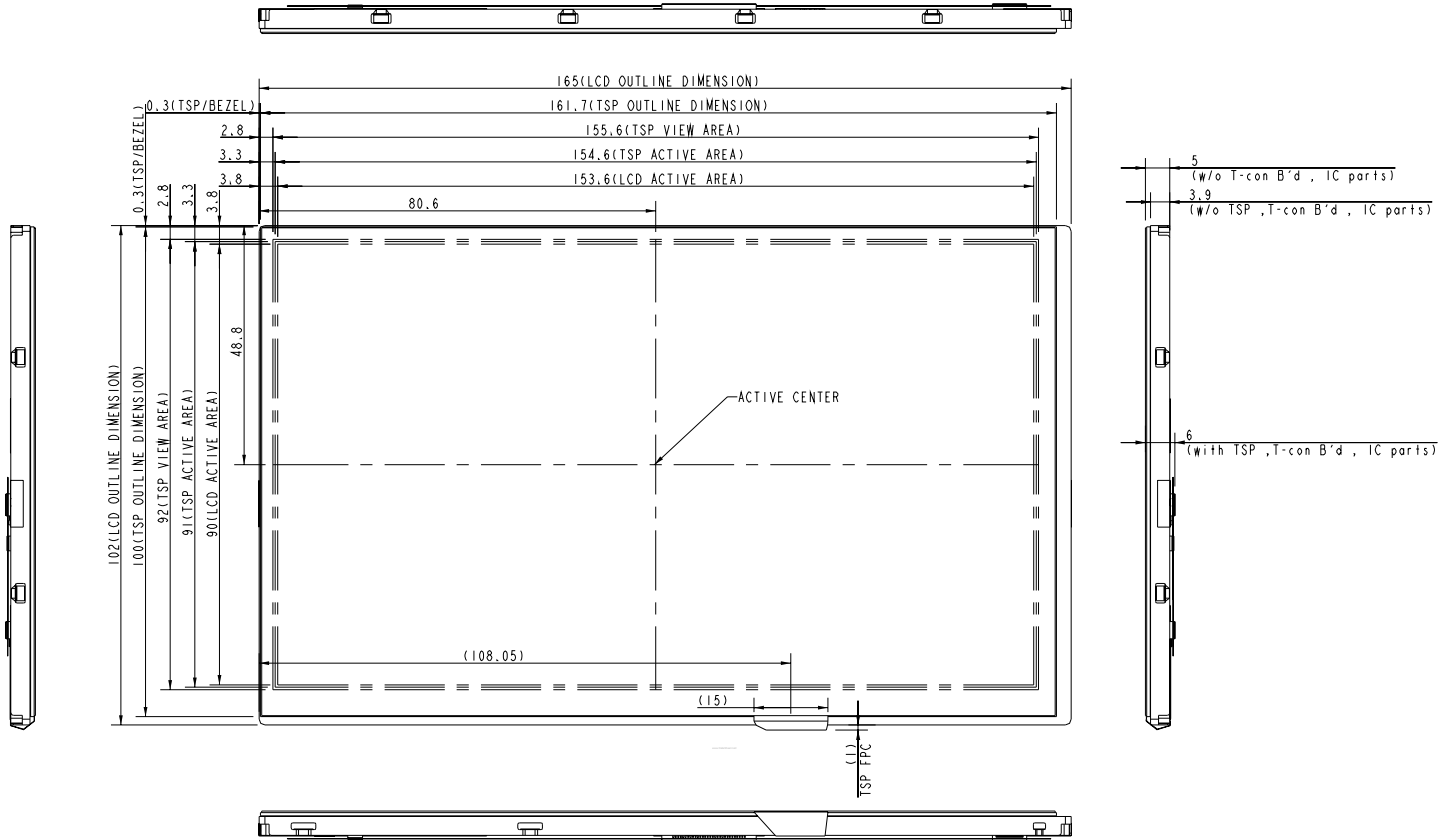 165(LCD OUTLINE DIMENSION)
0.3(TSP/BEZEL)
161.7(TSP OUTLINE DIMENSION)
2.8
155.6(TSP VIEW AREA)
3.3
154.6(TSP ACTIVE AREA)
3.8
153.6(LCD ACTIVE AREA)
80.6
0.3(TSP/BEZEL)
2.8
3.3
3.8
48.8
102(LCD OUTLINE DIMENSION)
100(TSP OUTLINE DIMENSION)
92(TSP VIEW AREA)
91(TSP ACTIVE AREA)
90(LCD ACTIVE AREA)
ACTIVE CENTER
(108.05)
(15)
(1)
TSP FPC
5
(w/o T-con B'd , IC parts)
3.9
(w/o TSP ,T-con B'd , IC parts)
6
(with TSP ,T-con B'd , IC parts)